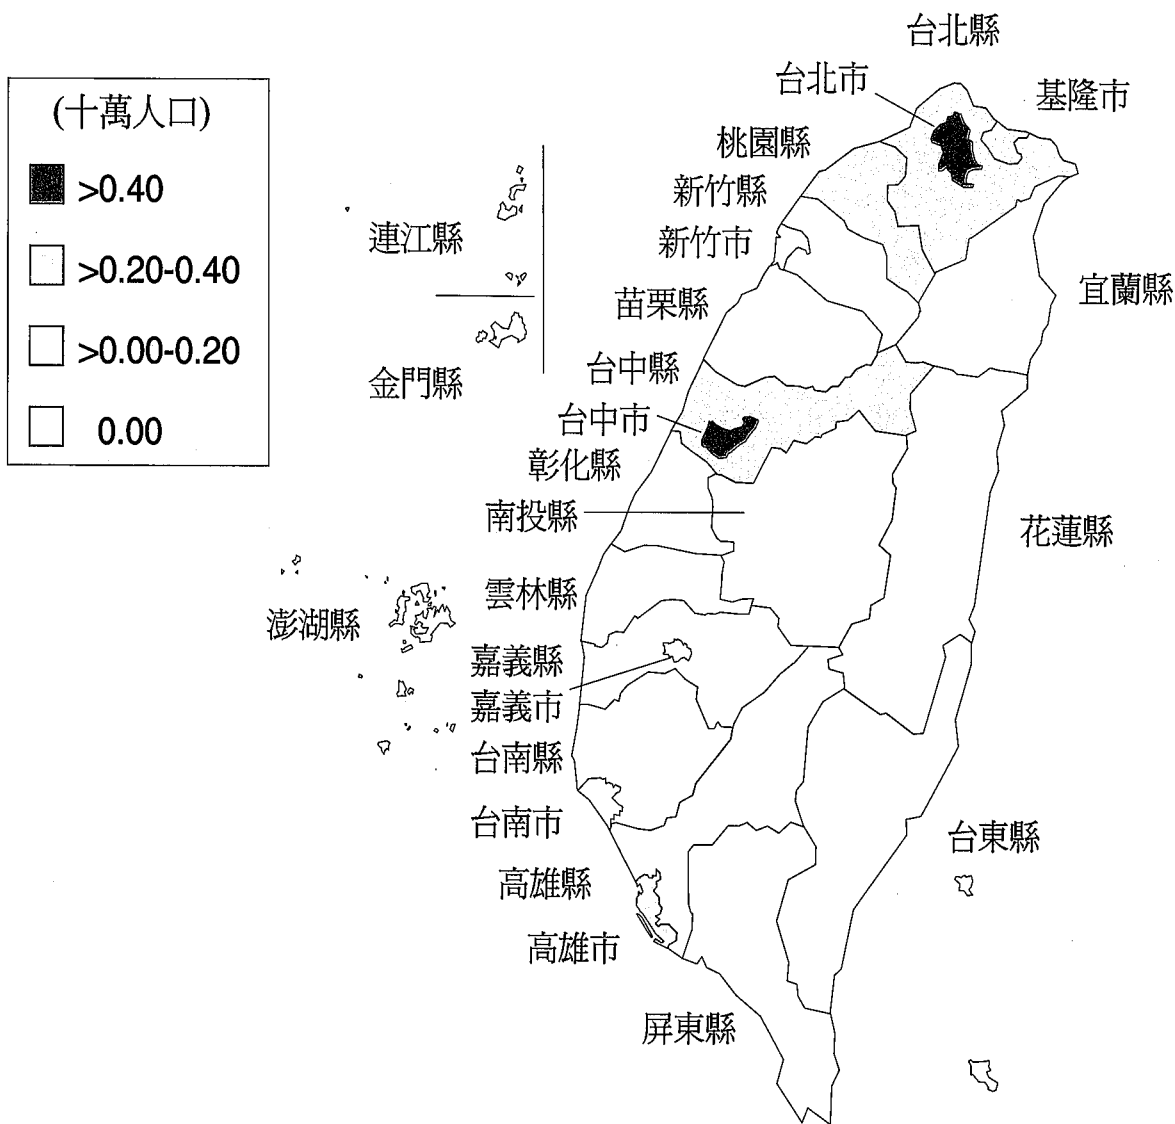 (十萬人口)
>0.40
>0.20-0.40
>0.00-0.20
0.00
台北縣
台北市
基隆市
桃園縣
新竹縣
連江縣
新竹市
宜蘭縣
苗栗縣
台中縣
金門縣
台中市
彰化縣
南投縣
花蓮縣
雲林縣
澎湖縣
嘉義縣
嘉義市
台南縣
台南市
台東縣
高雄縣
高雄市
屏東縣